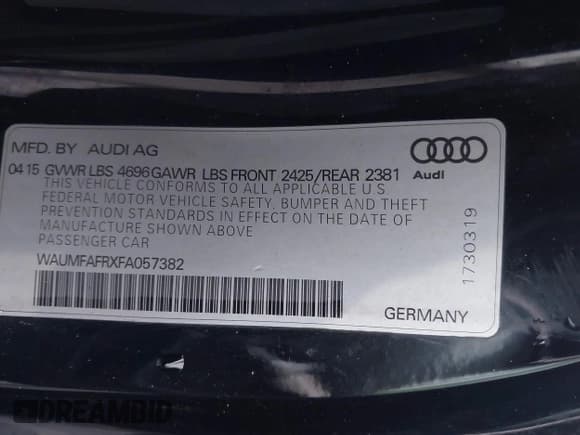 MFD. BY AUDI AG
Audi
04 15 GVWR LBS 4696 GAWR LBS FRONT 2425/REAR 2381
THIS VEHICLE CONFORMS TO ALL APPLICABLE U.S.
FEDERAL MOTOR VEHICLE SAFETY, BUMPER AND THEFT
PREVENTION STANDARDS IN EFFECT ON THE DATE OF
MANUFACTURE SHOWN ABOVE
PASSENGER CAR
WAUMFAFRXFA057382
GERMANY
1730319
DREAMBID